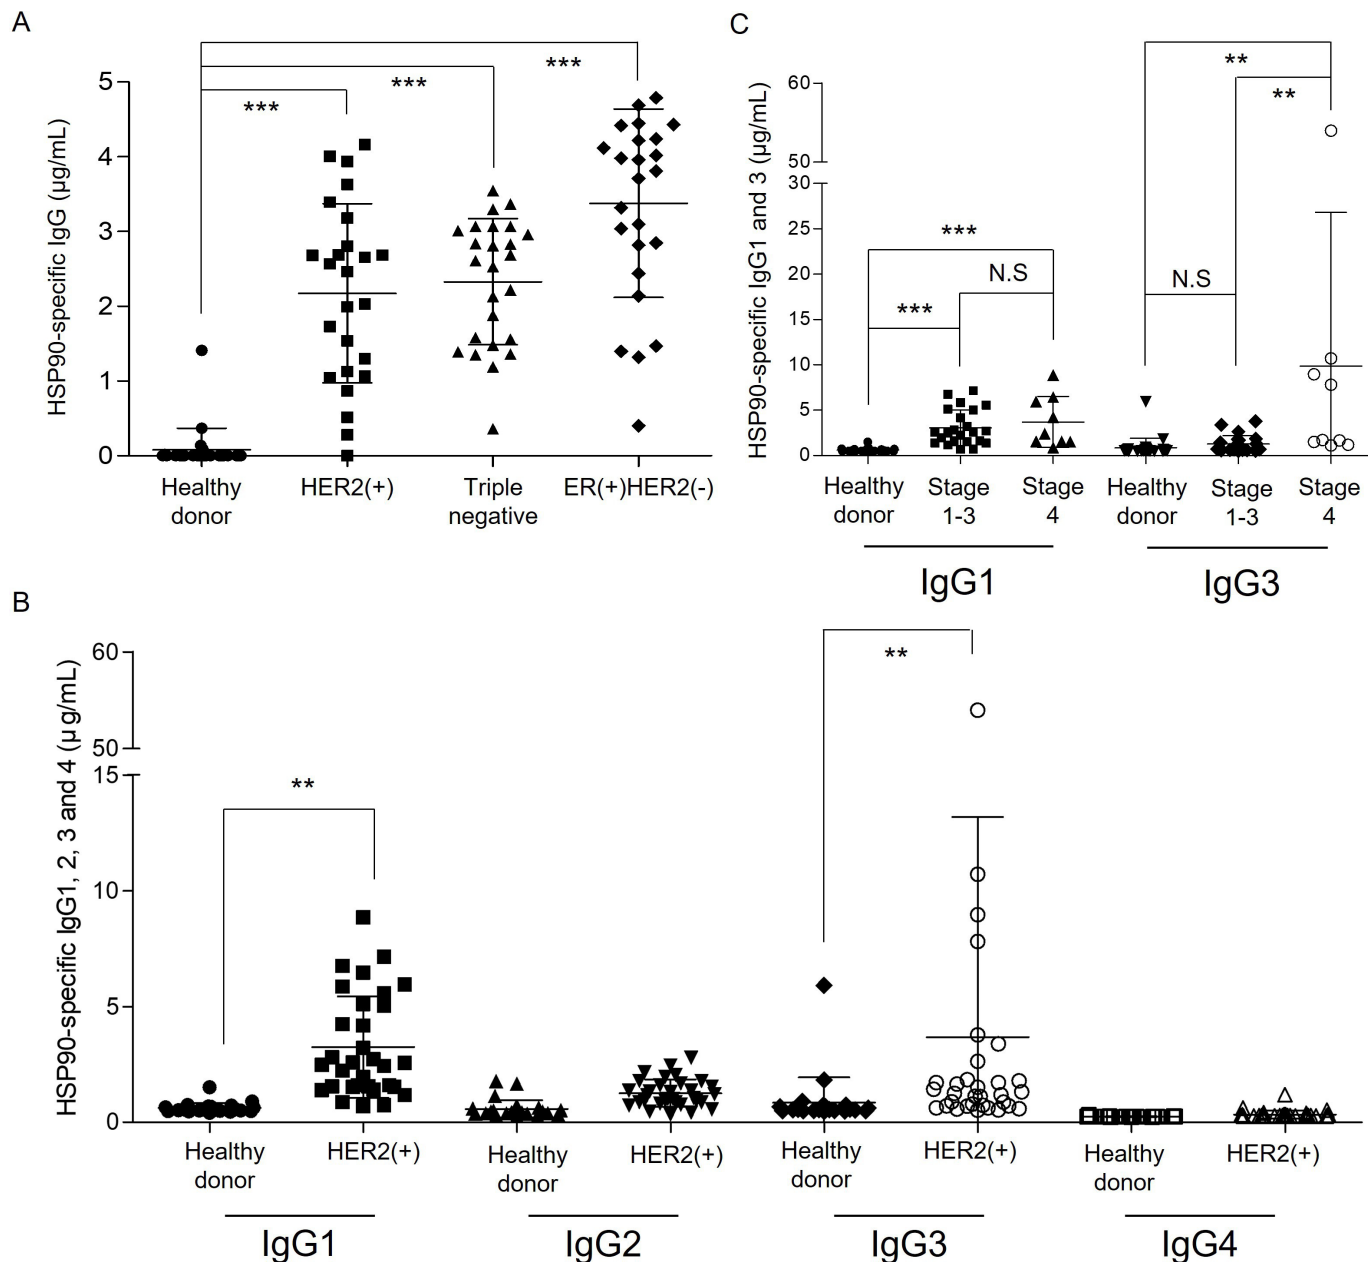 A
HSP90-specific IgG (µg/mL)
5
4
3
2
1
0
***
***
***
Healthy
donor
HER2(+)
Triple
negative
ER(+)HER2(-)
C
HSP90-specific IgG1 and 3 (µg/mL)
60
50
30
25
20
15
10
5
0
***
***
N.S
N.S
**
**
Healthy
donor
Stage
1-3
Stage
4
Healthy
donor
Stage
1-3
Stage
4
IgG1
IgG3
B
HSP90-specific IgG1, 2, 3 and 4 (µg/mL)
60
50
15
10
5
0
**
**
Healthy
donor
HER2(+)
Healthy
donor
HER2(+)
Healthy
donor
HER2(+)
Healthy
donor
HER2(+)
IgG1
IgG2
IgG3
IgG4